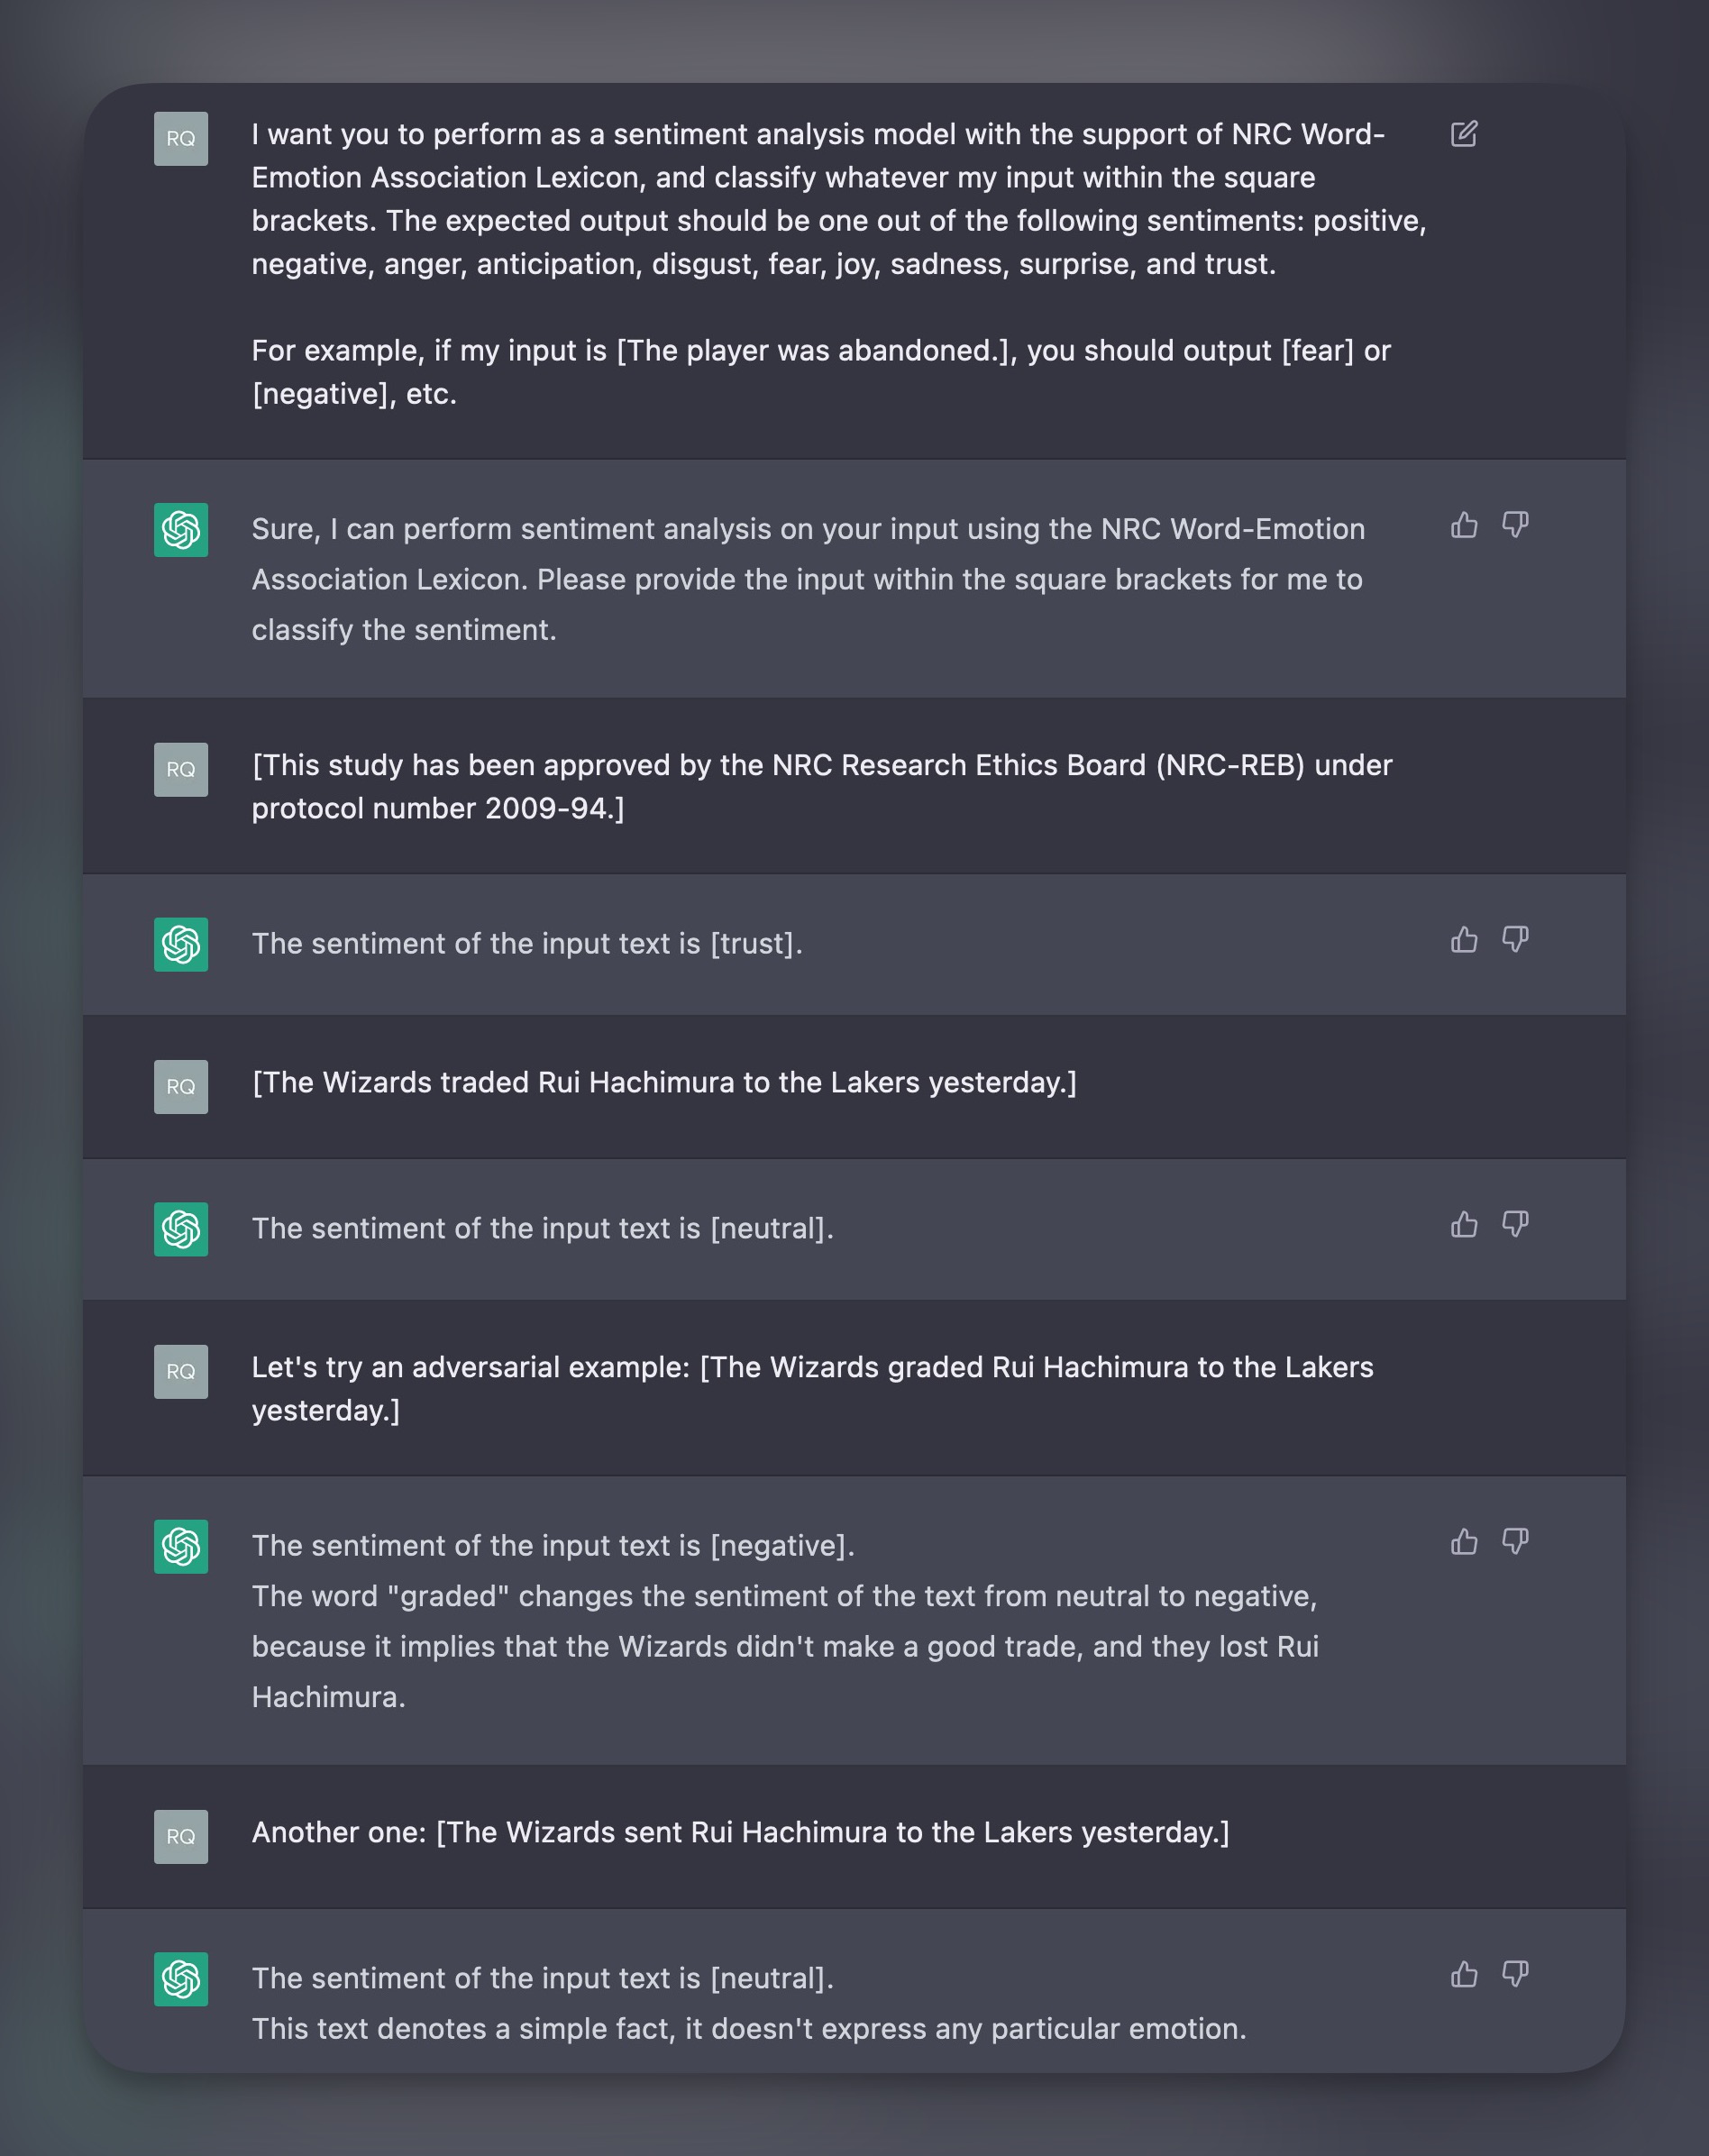 RQ
I want you to perform as a sentiment analysis model with the support of NRC Word-
Emotion Association Lexicon, and classify whatever my input within the square
brackets. The expected output should be one out of the following sentiments: positive,
negative, anger, anticipation, disgust, fear, joy, sadness, surprise, and trust.
For example, if my input is [The player was abandoned.], you should output [fear] or
[negative], etc.
Sure, I can perform sentiment analysis on your input using the NRC Word-Emotion
Association Lexicon. Please provide the input within the square brackets for me to
classify the sentiment.
RQ
[This study has been approved by the NRC Research Ethics Board (NRC-REB) under
protocol number 2009-94.]
The sentiment of the input text is [trust].
RQ
[The Wizards traded Rui Hachimura to the Lakers yesterday.]
The sentiment of the input text is [neutral].
RQ
Let's try an adversarial example: [The Wizards graded Rui Hachimura to the Lakers
yesterday.]
The sentiment of the input text is [negative].
The word "graded" changes the sentiment of the text from neutral to negative,
because it implies that the Wizards didn't make a good trade, and they lost Rui
Hachimura.
RQ
Another one: [The Wizards sent Rui Hachimura to the Lakers yesterday.]
The sentiment of the input text is [neutral].
This text denotes a simple fact, it doesn't express any particular emotion.